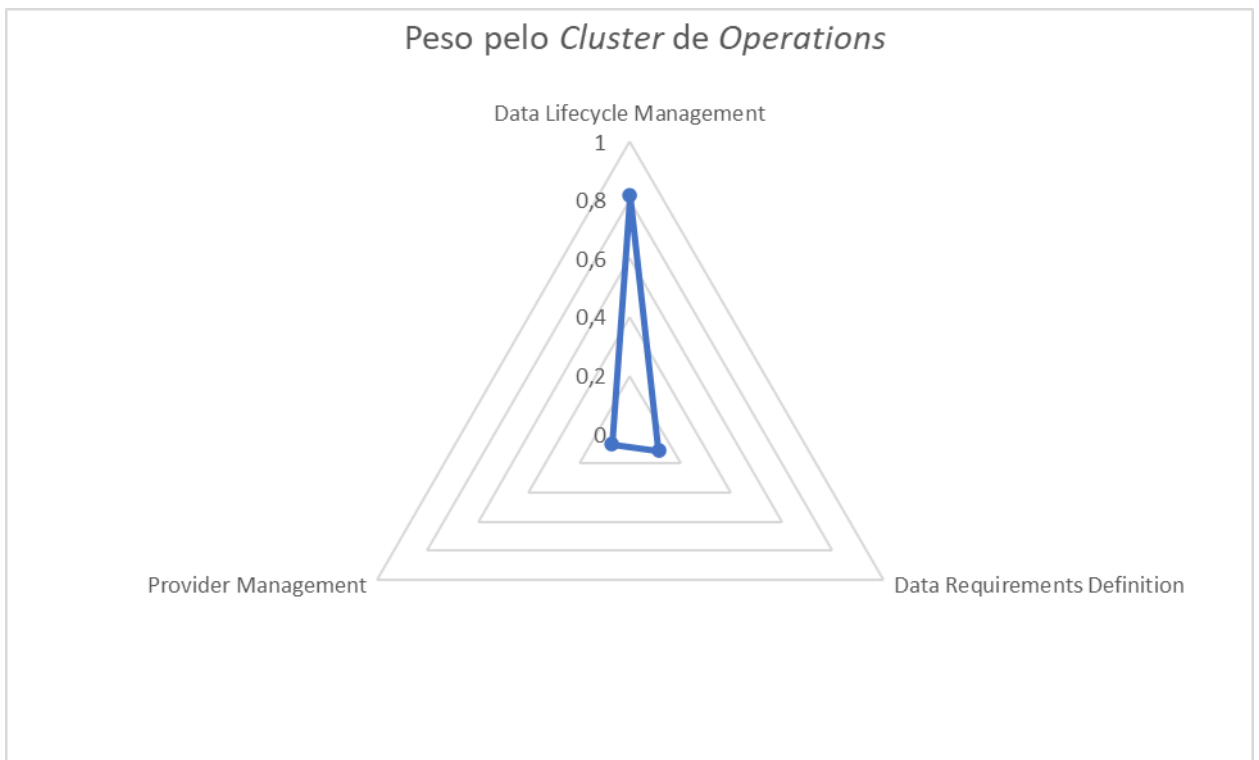 Peso pelo Cluster de Operations
Data Lifecycle Management
1
0,8
0,6
0,4
0,2
0
Provider Management
Data Requirements Definition